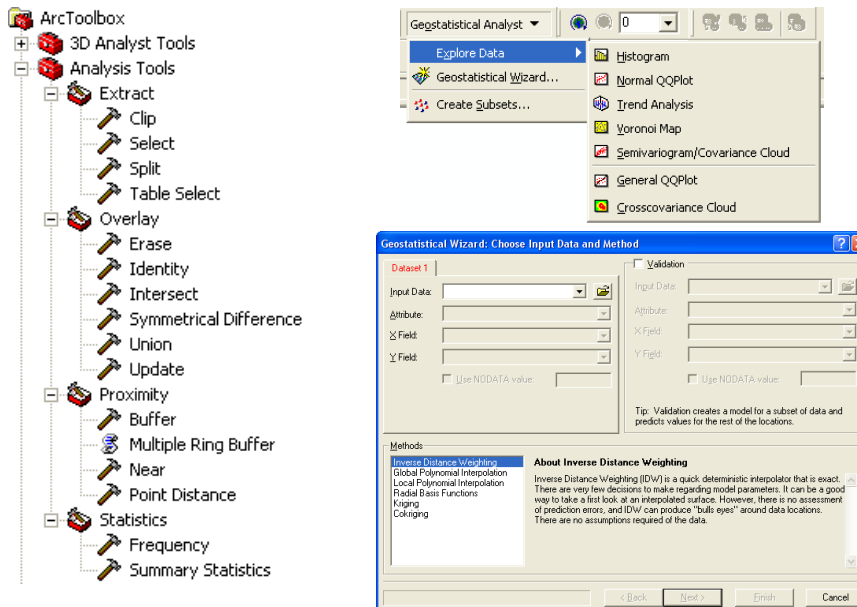 ArcToolbox
3D Analyst Tools
Analysis Tools
Extract
Clip
Select
Split
Table Select
Overlay
Erase
Identity
Intersect
Symmetrical Difference
Union
Update
Proximity
Buffer
Multiple Ring Buffer
Near
Point Distance
Statistics
Frequency
Summary Statistics
Geostatistical Analyst
0
Explore Data
Geostatistical Wizard...
Create Subsets...
Histogram
Normal QQPlot
Trend Analysis
Voronoi Map
Semivariogram/Covariance Cloud
General QQPlot
Crosscovariance Cloud
Geostatistical Wizard: Choose Input Data and Method
Dataset 1
Input Data:
Attribute:
X Field:
Y Field:
Use NODATA value:
Validation
Input Data:
Attribute:
X Field:
Y Field:
Use NODATA value:
Tip: Validation creates a model for a subset of data and
predicts values for the rest of the locations.
Methods
Inverse Distance Weighting
Global Polynomial Interpolation
Local Polynomial Interpolation
Radial Basis Functions
Kriging
Cokriging
About Inverse Distance Weighting
Inverse Distance Weighting (IDW) is a quick deterministic interpolator that is exact.
There are very few decisions to make regarding model parameters. It can be a good
way to take a first look at an interpolated surface. However, there is no assessment
of prediction errors, and IDW can produce "bulls eyes" around data locations.
There are no assumptions required of the data.
< Back
Next >
Finish
Cancel